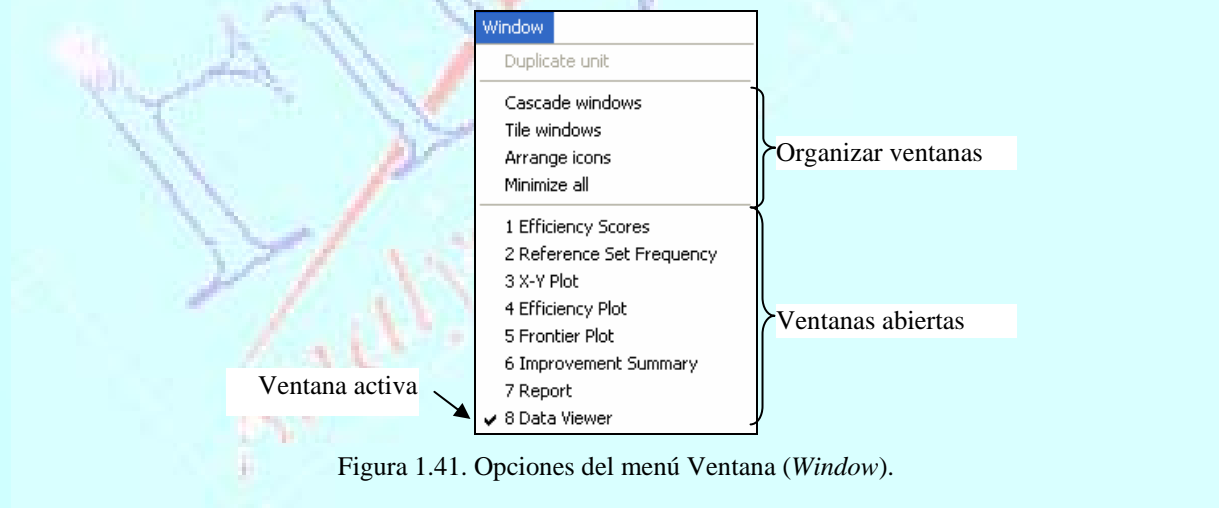 Window
Duplicate unit
Cascade windows
Tile windows
Arrange icons
Minimize all
Organizar ventanas
1 Efficiency Scores
2 Reference Set Frequency
3 X-Y Plot
4 Efficiency Plot
5 Frontier Plot
6 Improvement Summary
7 Report
8 Data Viewer
Ventanas abiertas
Ventana activa
Figura 1.41. Opciones del menú Ventana (Window).